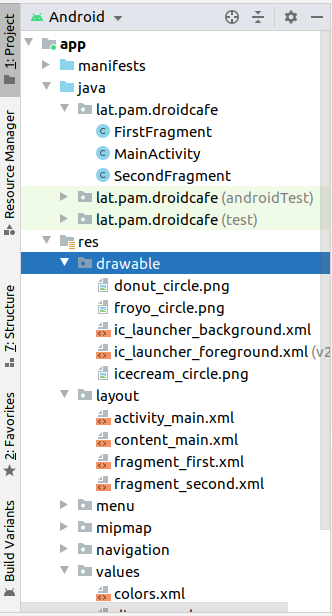 Android
app
manifests
java
lat.pam.droidcafe
FirstFragment
MainActivity
SecondFragment
lat.pam.droidcafe (androidTest)
lat.pam.droidcafe (test)
res
drawable
donut_circle.png
froyo_circle.png
ic_launcher_background.xml
ic_launcher_foreground.xml (v2
icecream_circle.png
layout
activity_main.xml
content_main.xml
fragment_first.xml
fragment_second.xml
menu
mipmap
navigation
values
colors.xml
1: Project
Resource Manager
7: Structure
2: Favorites
Build Variants